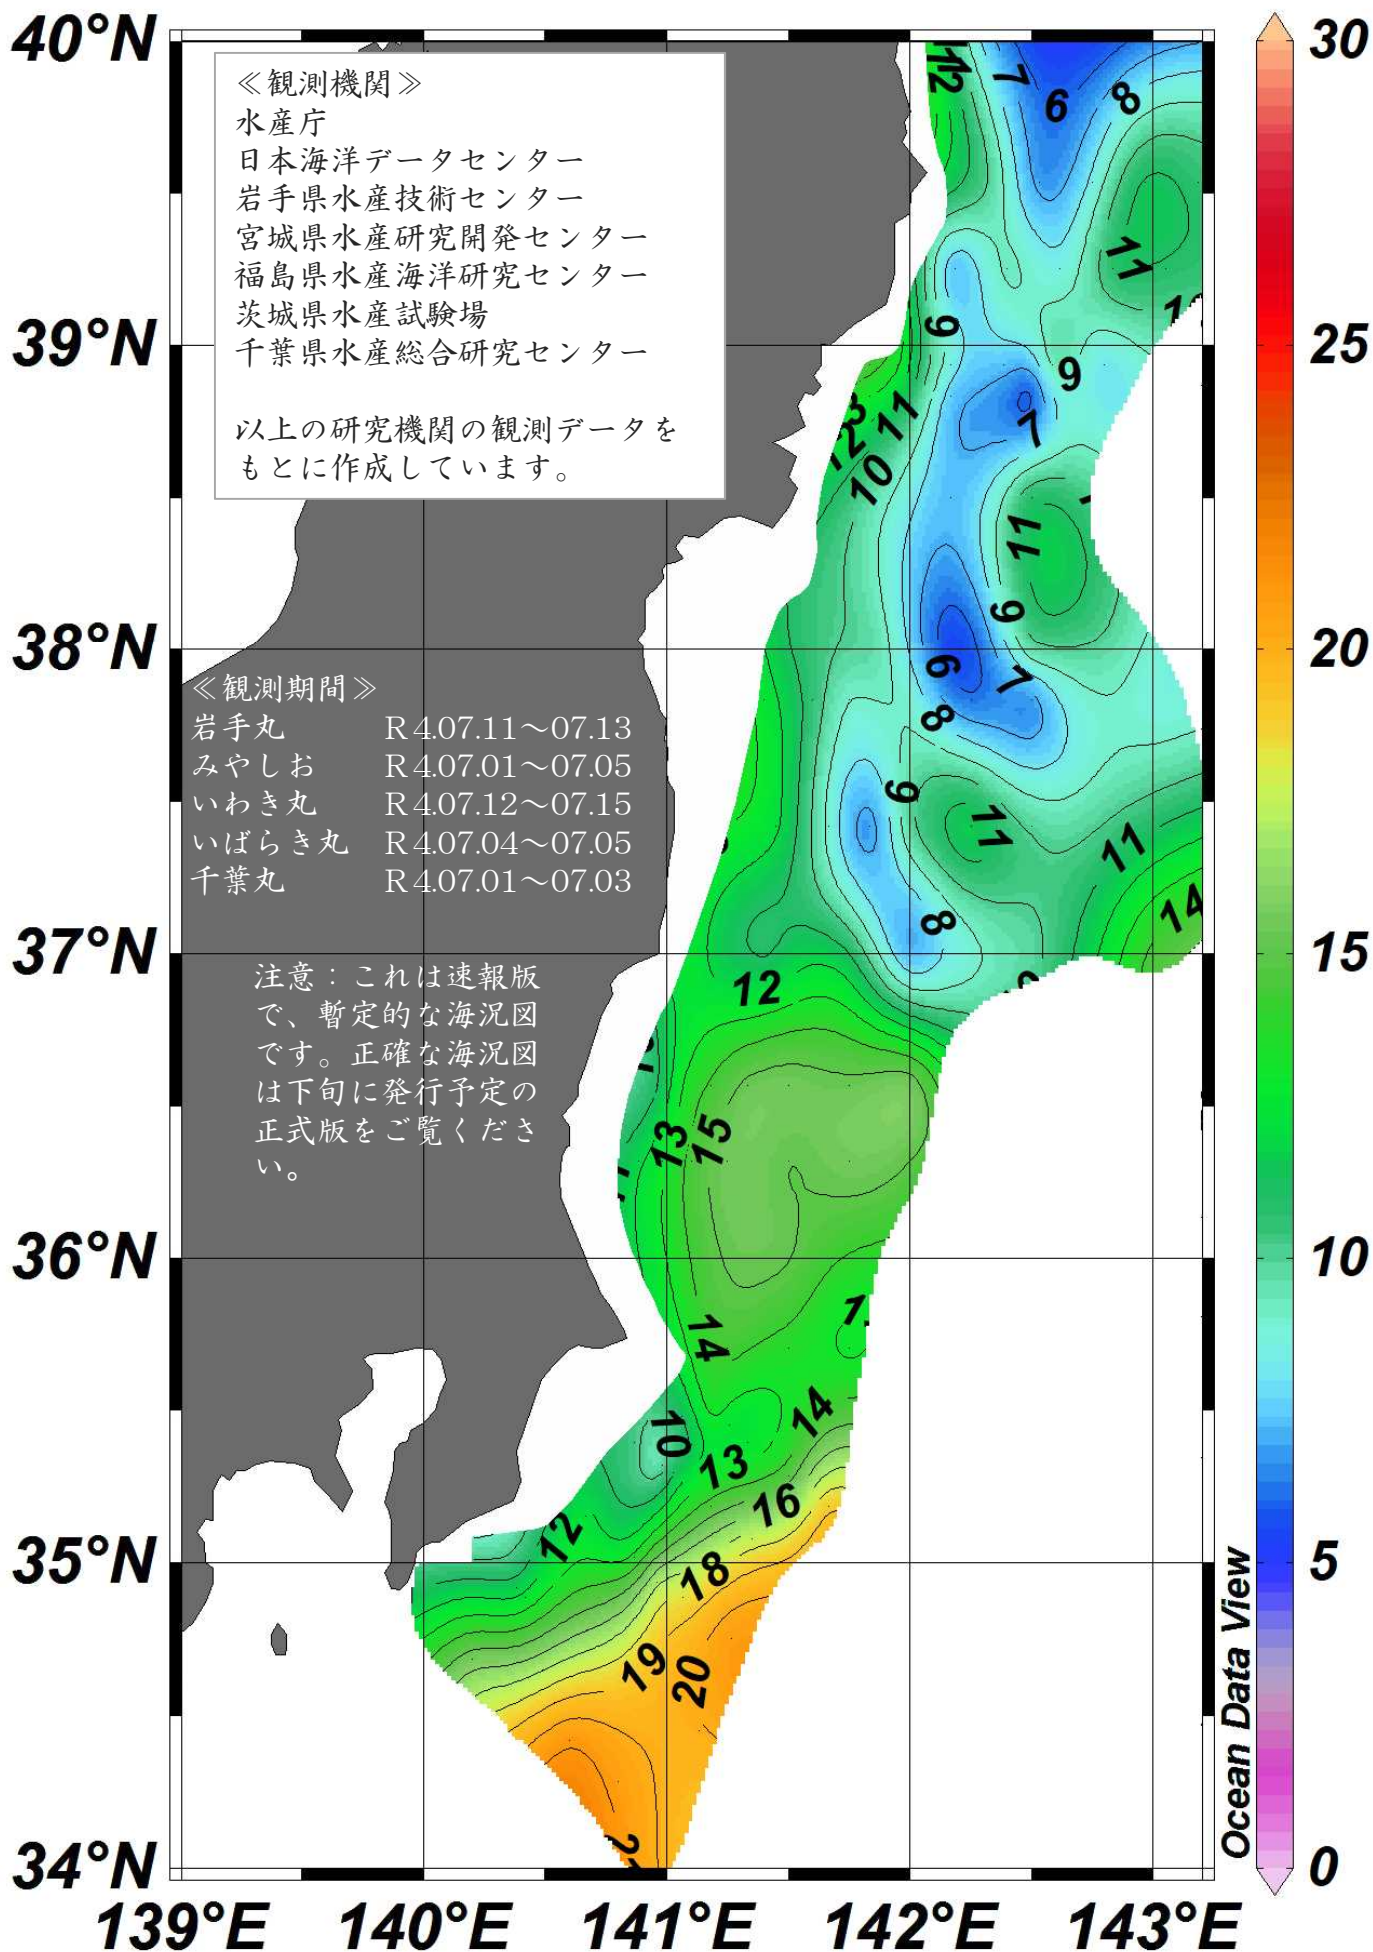 40°N
≪観測機関≫
水産庁
日本海洋データセンター
岩手県水産技術センター
宮城県水産研究開発センター
福島県水産海洋研究センター
茨城県水産試験場
千葉県水産総合研究センター
以上の研究機関の観測データを
もとに作成しています。
12
7
6
8
11
30
39°N
9
9
7
11
12
10
11
25
38°N
≪観測期間≫
岩手丸 R4.07.11～07.13
みやしお R4.07.01～07.05
いわき丸 R4.07.12～07.15
いばらき丸 R4.07.04～07.05
千葉丸 R4.07.01～07.03
9
6
7
8
9
11
11
8
14
20
37°N
注意：これは速報版
で、暫定的な海況図
です。正確な海況図
は下旬に発行予定の
正式版をご覧くださ
い。
12
13
15
15
36°N
14
14
10
13
16
12
10
35°N
18
19
20
5
34°N
Ocean Data View
0
139°E
140°E
141°E
142°E
143°E